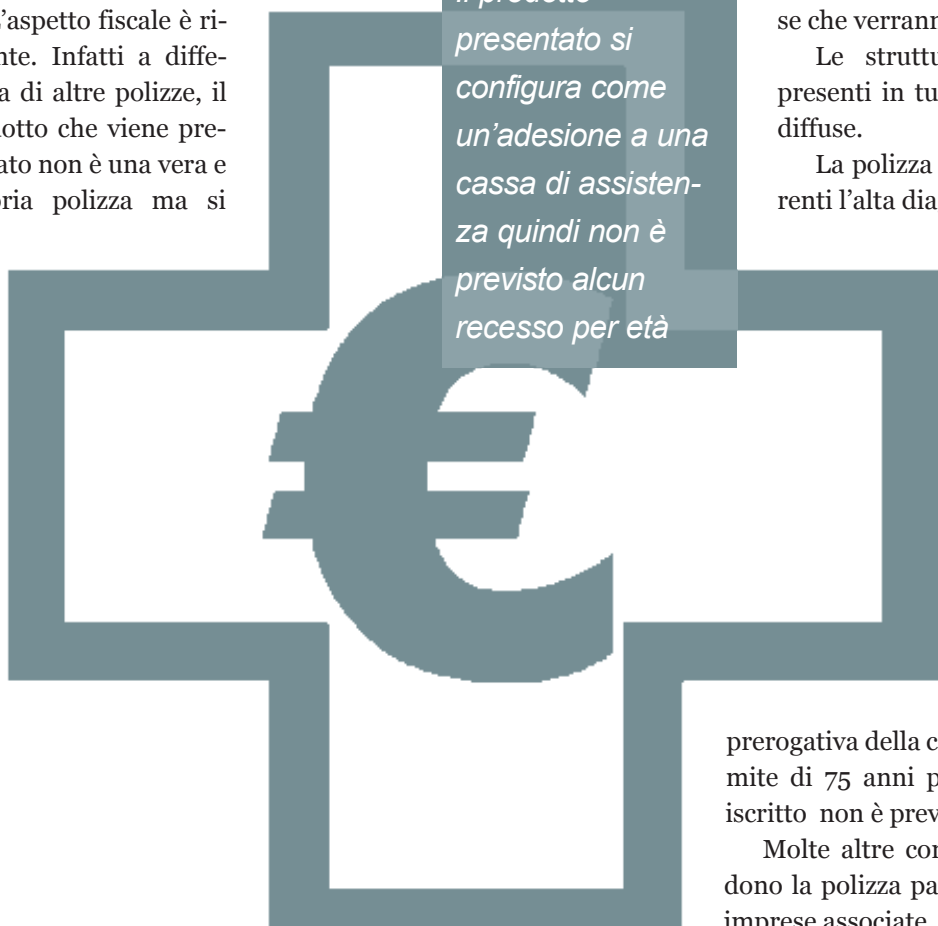 L'aspetto fiscale è ri-
nte. Infatti a diffe-
a di altre polizze, il
otto che viene pre-
ato non è una vera e
oria polizza ma si
presentato si
configura come
un'adesione a una
cassa di assisten-
za quindi non è
previsto alcun
recesso per età
se che verrann
Le struttu
presenti in tu
diffuse.
La polizza
renti l'alta dia
€
prerogativa della c
mite di 75 anni p
iscritto non è prev
Molte altre con
dono la polizza pa
imprese associate